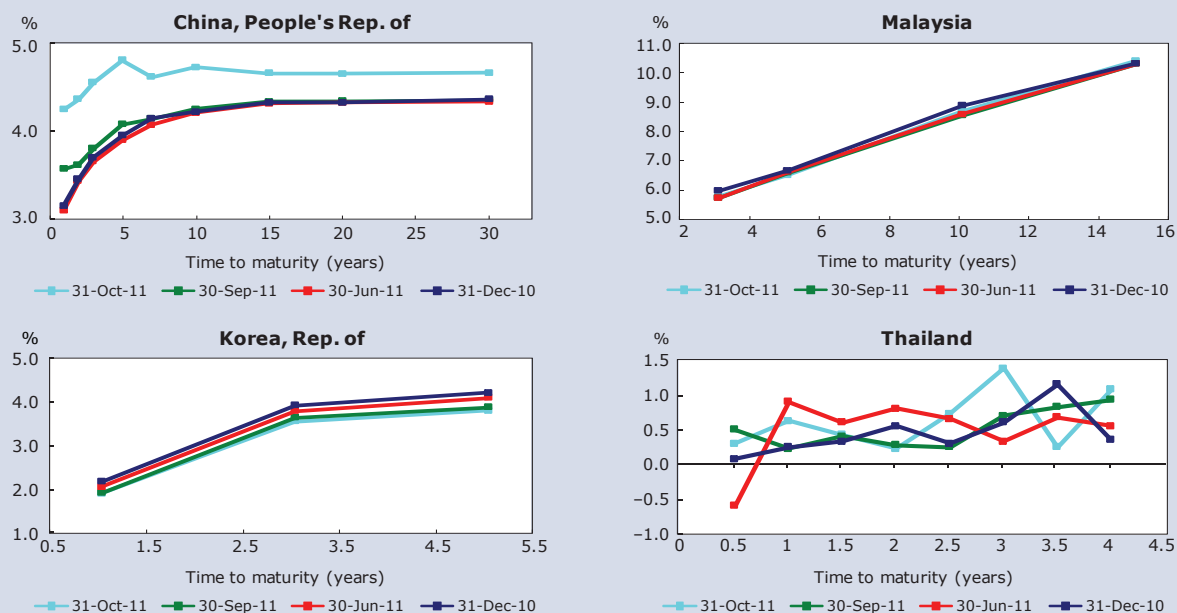 China, People's Rep. of
%
5.0
4.0
3.0
0 5 10 15 20 25 30
Time to maturity (years)
31-Oct-11 30-Sep-11 30-Jun-11 31-Dec-10
Malaysia
%
11.0
10.0
9.0
8.0
7.0
6.0
5.0
2 4 6 8 10 12 14 16
Time to maturity (years)
31-Oct-11 30-Sep-11 30-Jun-11 31-Dec-10
Korea, Rep. of
%
5.0
4.0
3.0
2.0
1.0
0.5 1.5 2.5 3.5 4.5 5.5
Time to maturity (years)
31-Oct-11 30-Sep-11 30-Jun-11 31-Dec-10
Thailand
%
1.5
1.0
0.5
0.0
–0.5
–1.0
0 0.5 1 1.5 2 2.5 3 3.5 4 4.5
Time to maturity (years)
31-Oct-11 30-Sep-11 30-Jun-11 31-Dec-10